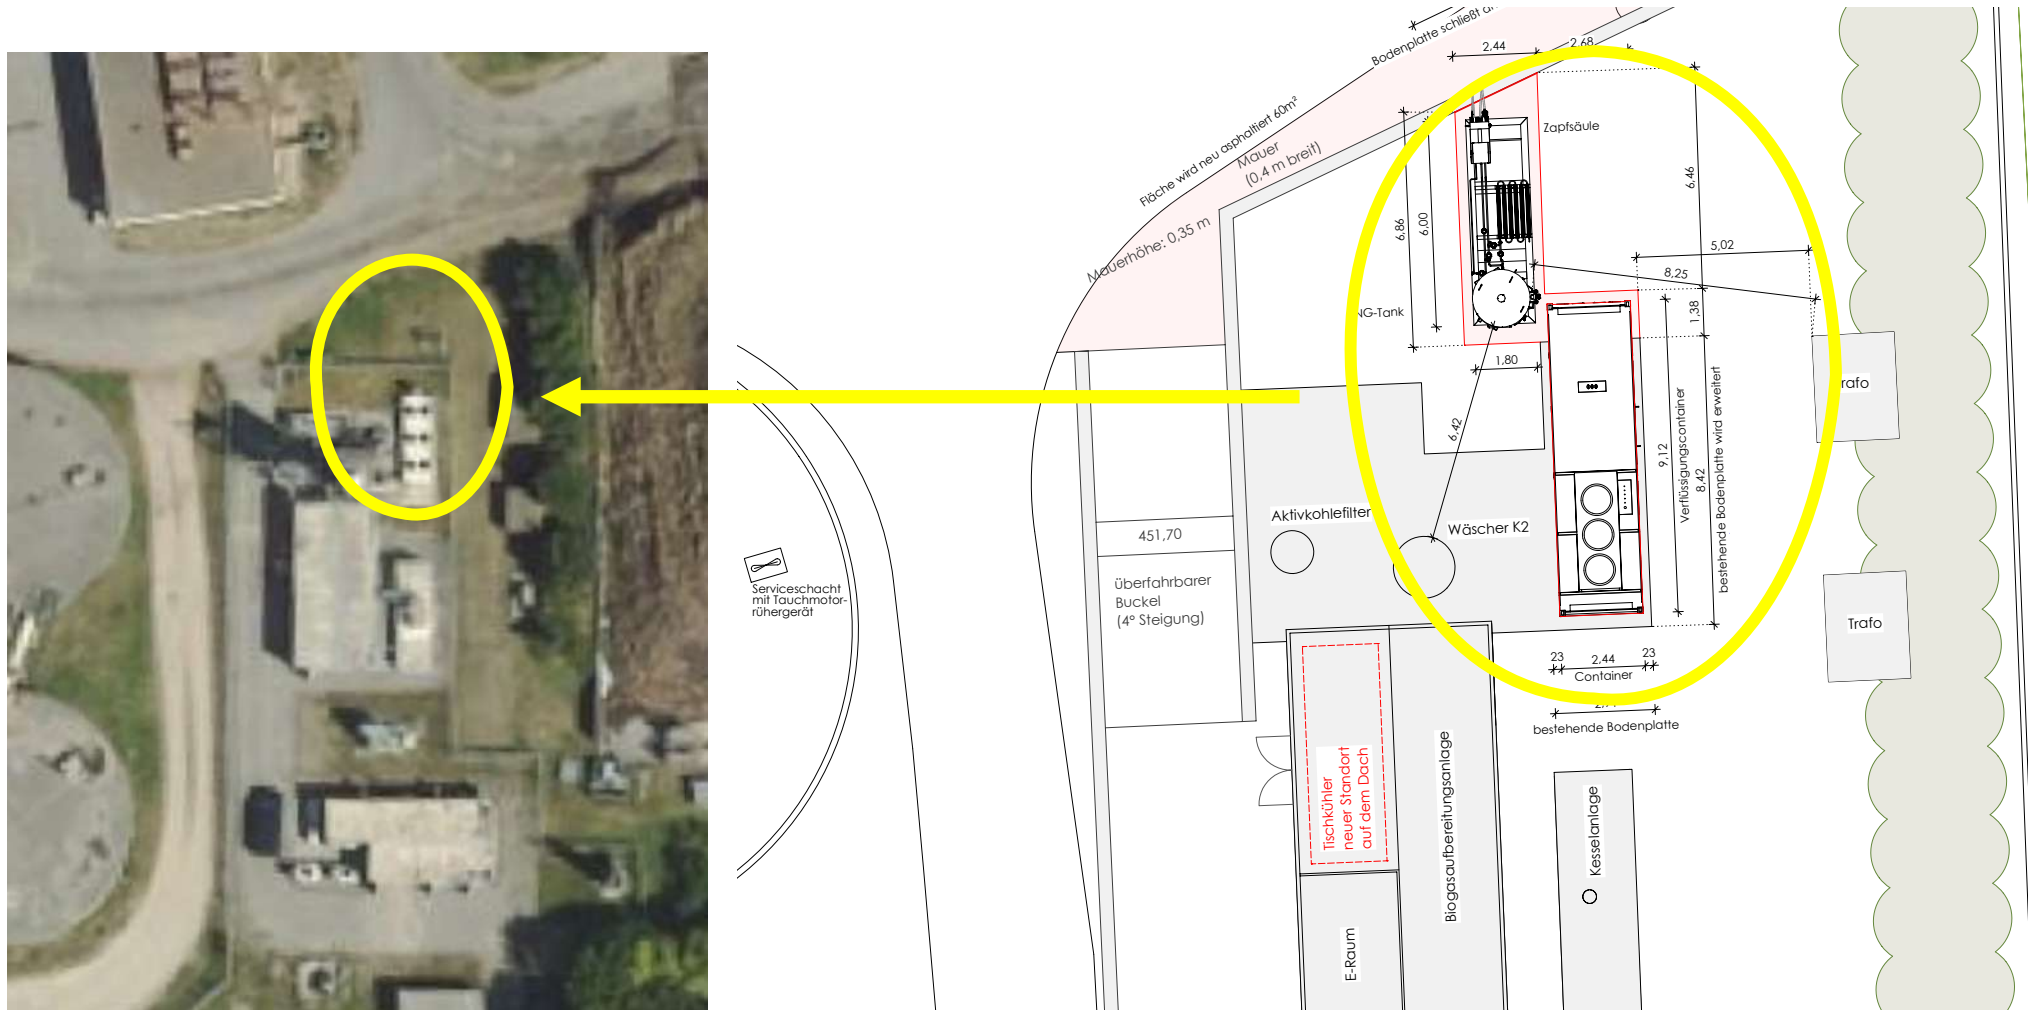 Bodenplatte schließt
2,44
2,68
Fläche wird neu asphaltiert 60m²
Mauer
(0,4 m breit)
Mauerhöhe: 0,35 m
Zapfsäule
6,86
6,00
6,46
5,02
8,25
1,38
NG-Tank
1,80
6,42
Verflüssigungscontainer
9,12
8,42
bestehende Bodenplatte wird erweitert
rafo
Aktivkohlefilter
Wäscher K2
451,70
überfahrbarer
Buckel
(4° Steigung)
Serviceschacht
mit Tauchmotor-
rührgerät
Trafo
23
2,44
23
Container
bestehende Bodenplatte
Tischkühler
neuer Standort
auf dem Dach
Biogasaufbereitungsanlage
Kesselanlage
E-Raum